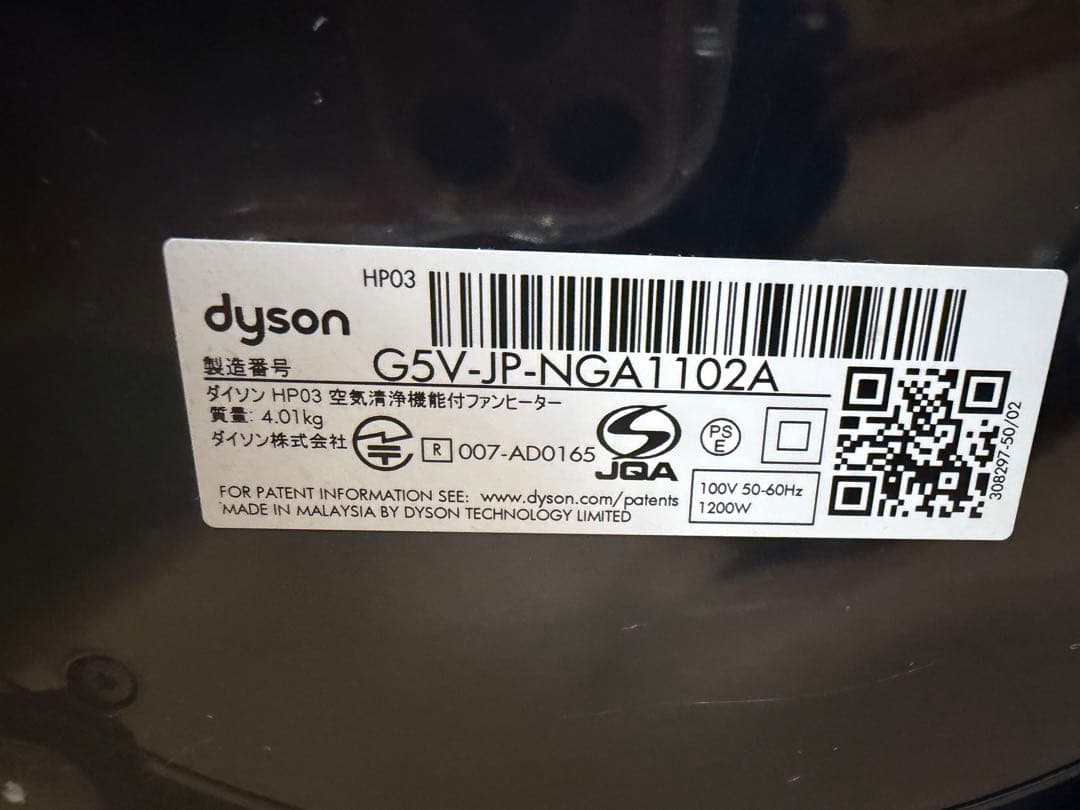 HP03
dyson
製造番号 G5V-JP-NGA1102A
ダイソン HP03 空気清浄機能付ファンヒーター
質量: 4.01kg
ダイソン株式会社 R 007-AD0165 JQA PSE
FOR PATENT INFORMATION SEE: www.dyson.com/patents
MADE IN MALAYSIA BY DYSON TECHNOLOGY LIMITED
100V 50-60Hz
1200W
308297-50/02